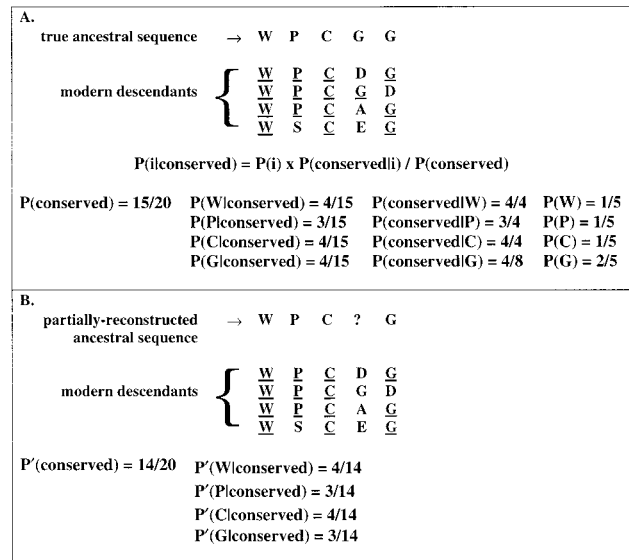 A.
true ancestral sequence → W P C G G
W P C D G
modern descendants { W P C G D
W P C A G
W S C E G
P(i|conserved) = P(i) x P(conserved|i) / P(conserved)
P(conserved) = 15/20 P(W|conserved) = 4/15 P(conserved|W) = 4/4 P(W) = 1/5
P(P|conserved) = 3/15 P(conserved|P) = 3/4 P(P) = 1/5
P(C|conserved) = 4/15 P(conserved|C) = 4/4 P(C) = 1/5
P(G|conserved) = 4/15 P(conserved|G) = 4/8 P(G) = 2/5
B.
partially-reconstructed → W P C ? G
ancestral sequence
W P C D G
modern descendants { W P C G D
W P C A G
W S C E G
P′(conserved) = 14/20 P′(W|conserved) = 4/14
P′(P|conserved) = 3/14
P′(C|conserved) = 4/14
P′(G|conserved) = 3/14